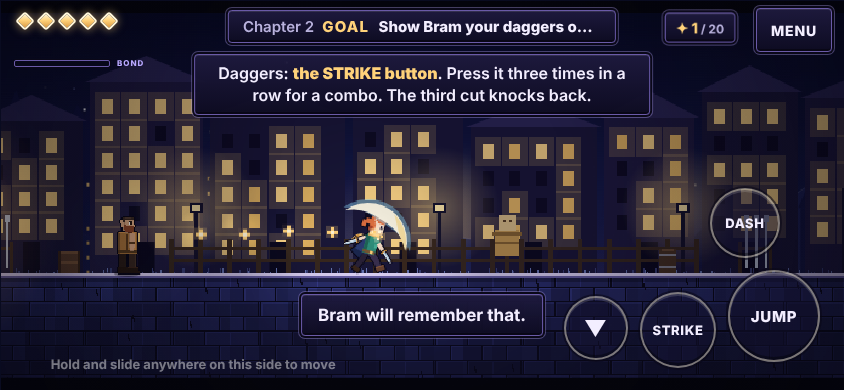 Chapter 2 GOAL Show Bram your daggers o...
✦ 1 / 20
MENU
BOND
Daggers: the STRIKE button. Press it three times in a
row for a combo. The third cut knocks back.
DASH
Bram will remember that.
STRIKE
JUMP
Hold and slide anywhere on this side to move